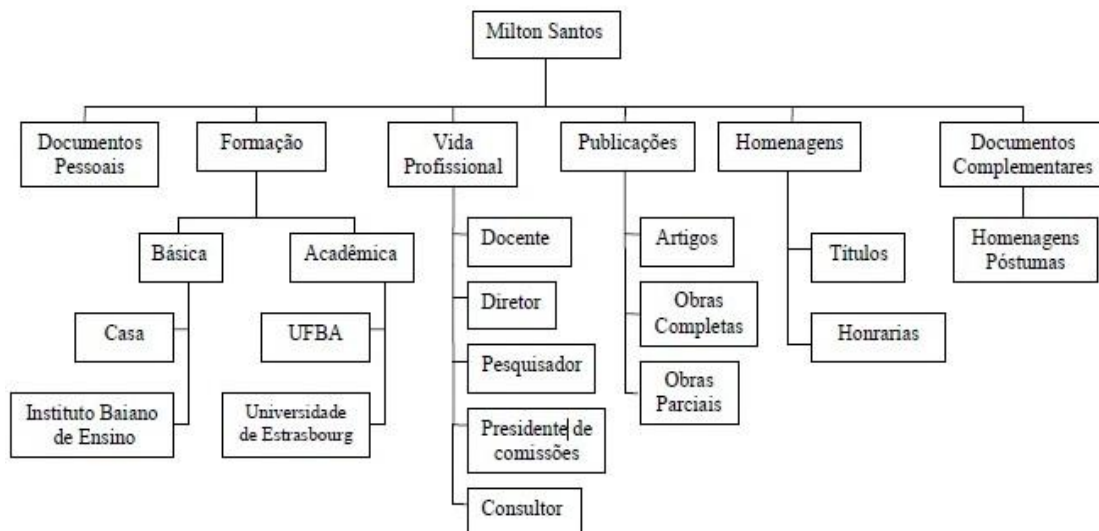 Milton Santos
Documentos
Pessoais
Formação
Vida
Profissional
Publicações
Homenagens
Documentos
Complementares
Básica
Acadêmica
Docente
Artigos
Títulos
Homenagens
Póstumas
Casa
UFBA
Diretor
Obras
Completas
Honrarias
Instituto Baiano
de Ensino
Universidade
de Estrasbourg
Pesquisador
Obras
Parciais
Presidente de
comissões
Consultor